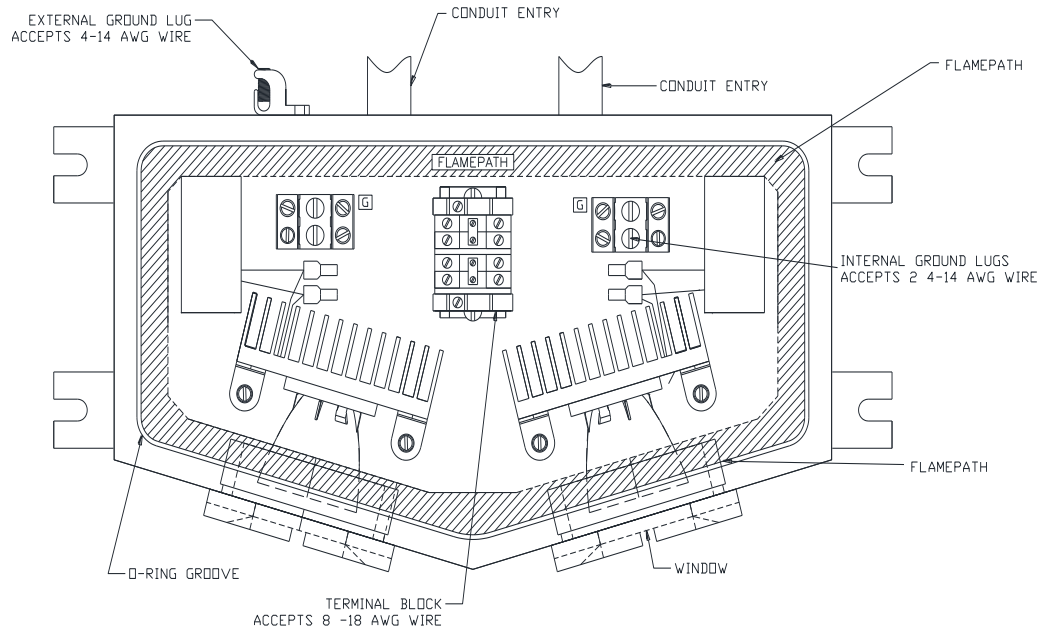 EXTERNAL GROUND LUG
ACCEPTS 4-14 AWG WIRE
CONDUIT ENTRY
CONDUIT ENTRY
FLAMEPATH
FLAMEPATH
G
G
INTERNAL GROUND LUGS
ACCEPTS 2 4-14 AWG WIRE
FLAMEPATH
O-RING GROOVE
WINDOW
TERMINAL BLOCK
ACCEPTS 8 -18 AWG WIRE